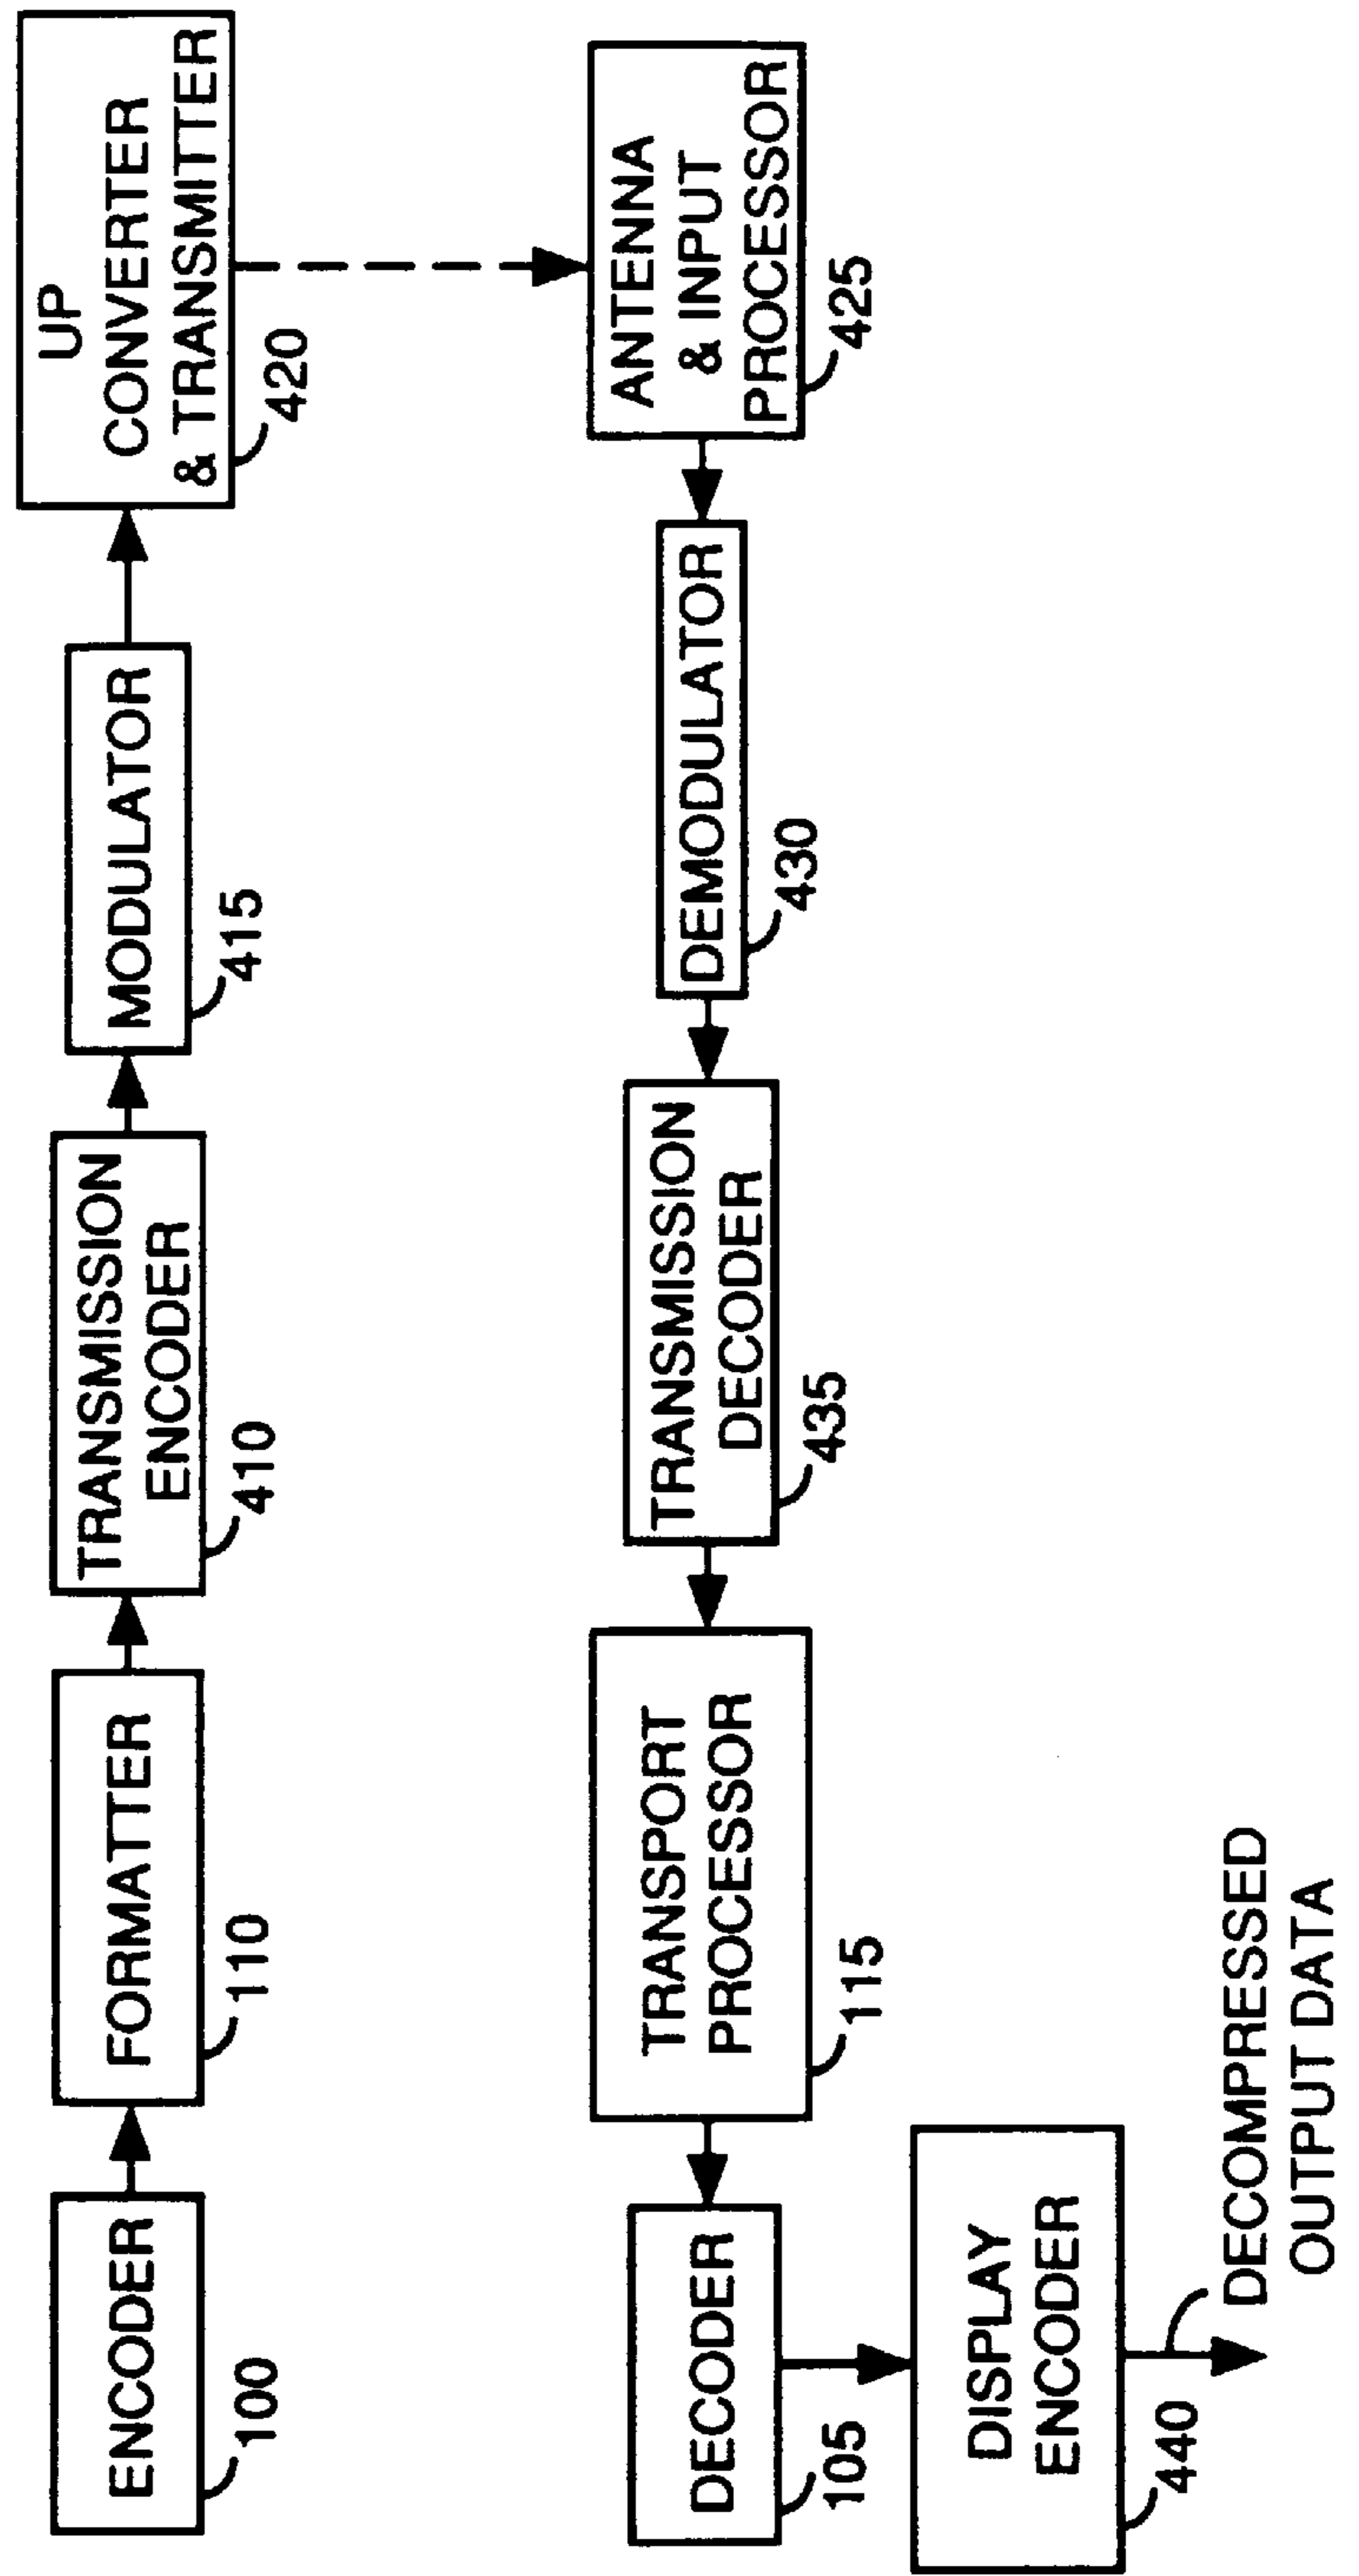 ENCODER
100
FORMATTER
110
TRANSMISSION
ENCODER
410
MODULATOR
415
UP
CONVERTER
& TRANSMITTER
420
ANTENNA
& INPUT
PROCESSOR
425
DEMODULATOR
430
TRANSMISSION
DECODER
435
TRANSPORT
PROCESSOR
115
DECODER
105
DISPLAY
ENCODER
440
DECOMPRESSED
OUTPUT DATA